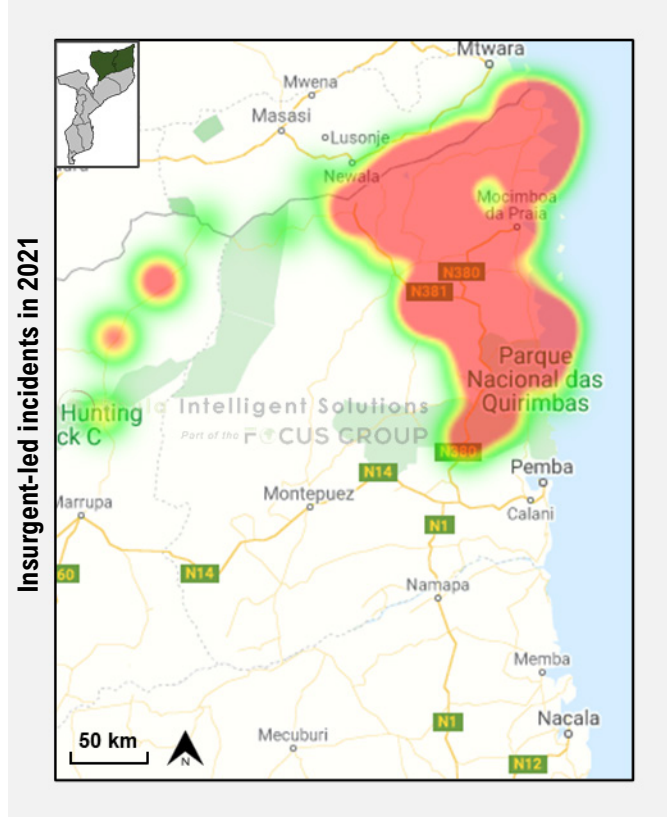 Insurgent-led incidents in 2021
Mtwara
Mwena
Masasi
Lusonje
Newala
Mocimboa
da Praia
N380
N381
Parque
Nacional das
Quirimbas
Hunting
ck C
Intelligent Solutions
Part of the FOCUS GROUP
N380
N14
Pemba
Montepuez
Calani
Marrupa
N1
60
N14
Namapa
Memba
N1
Nacala
50 km
N
Mecuburi
N12